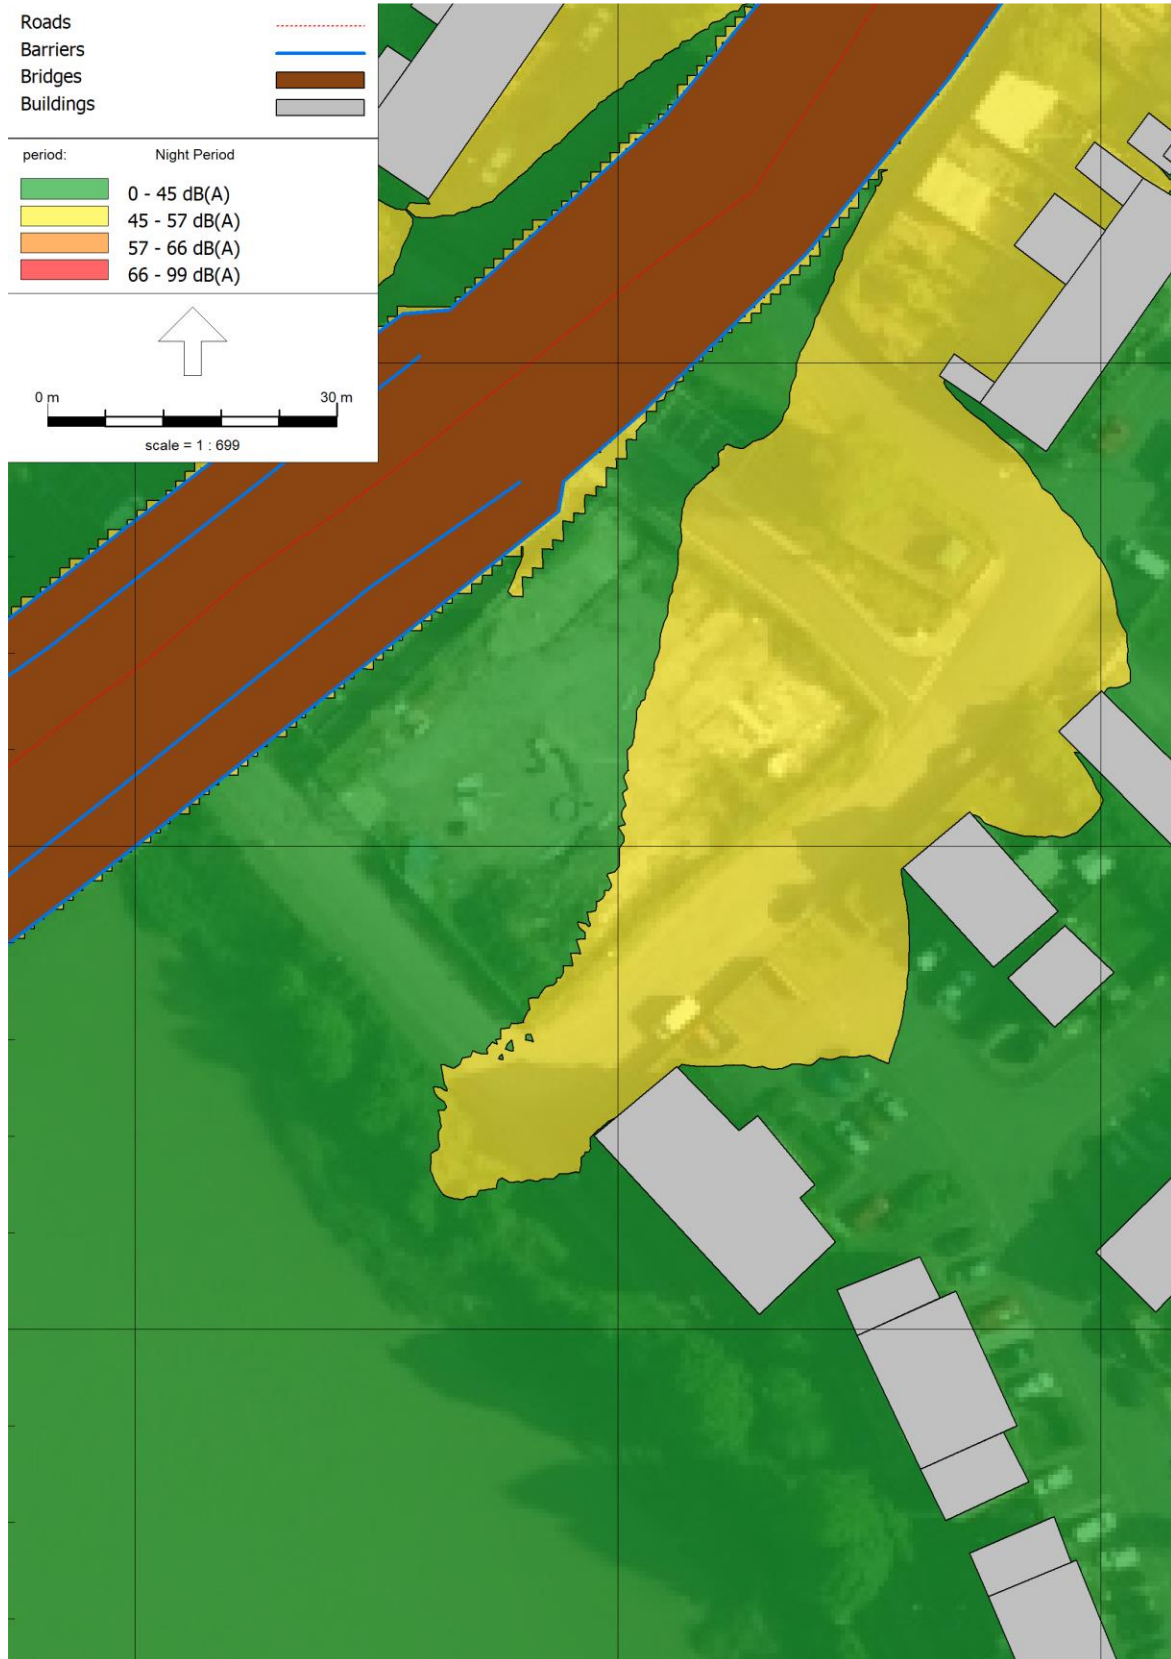 Roads
Barriers
Bridges
Buildings
period: Night Period
0 - 45 dB(A)
45 - 57 dB(A)
57 - 66 dB(A)
66 - 99 dB(A)
0 m 30 m
scale = 1 : 699